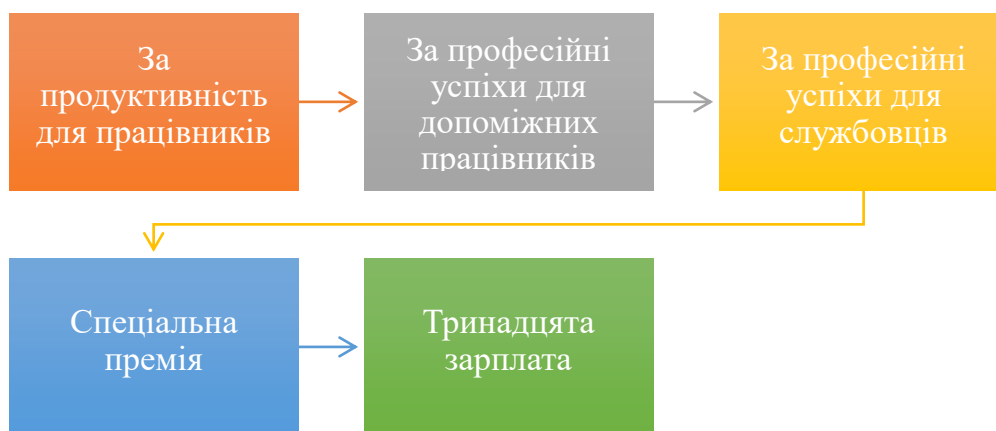 За
продуктивність
для працівників
За професійні
успіхи для
допоміжних
працівників
За професійні
успіхи для
службовців
Спеціальна
премія
Тринадцята
зарплата